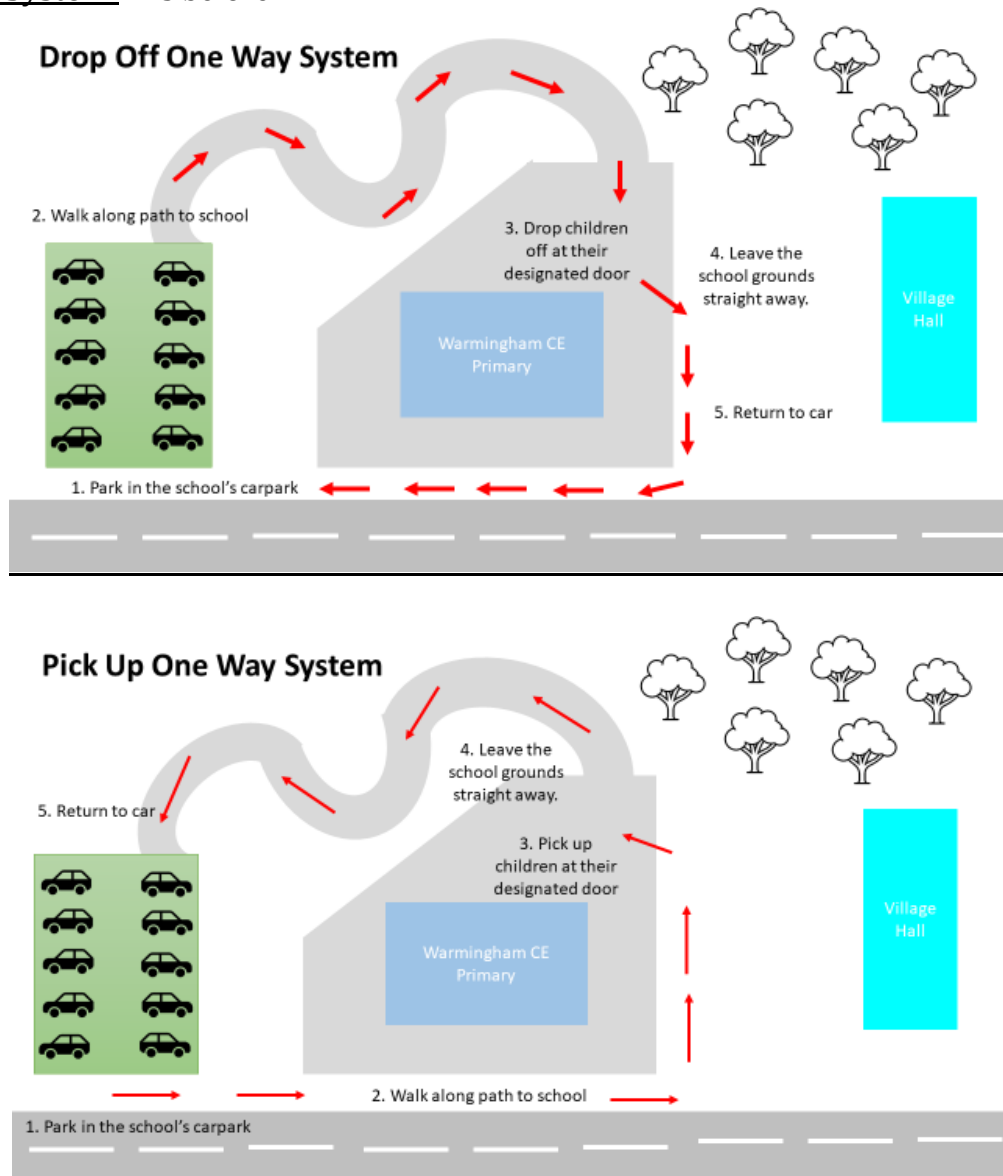 Drop Off One Way System
2. Walk along path to school
3. Drop children
off at their
designated door
4. Leave the
school grounds
straight away.
Village
Hall
Warmingham CE
Primary
5. Return to car
1. Park in the school's carpark
Pick Up One Way System
4. Leave the
school grounds
straight away.
5. Return to car
3. Pick up
children at their
designated door
Village
Hall
Warmingham CE
Primary
2. Walk along path to school
1. Park in the school's carpark